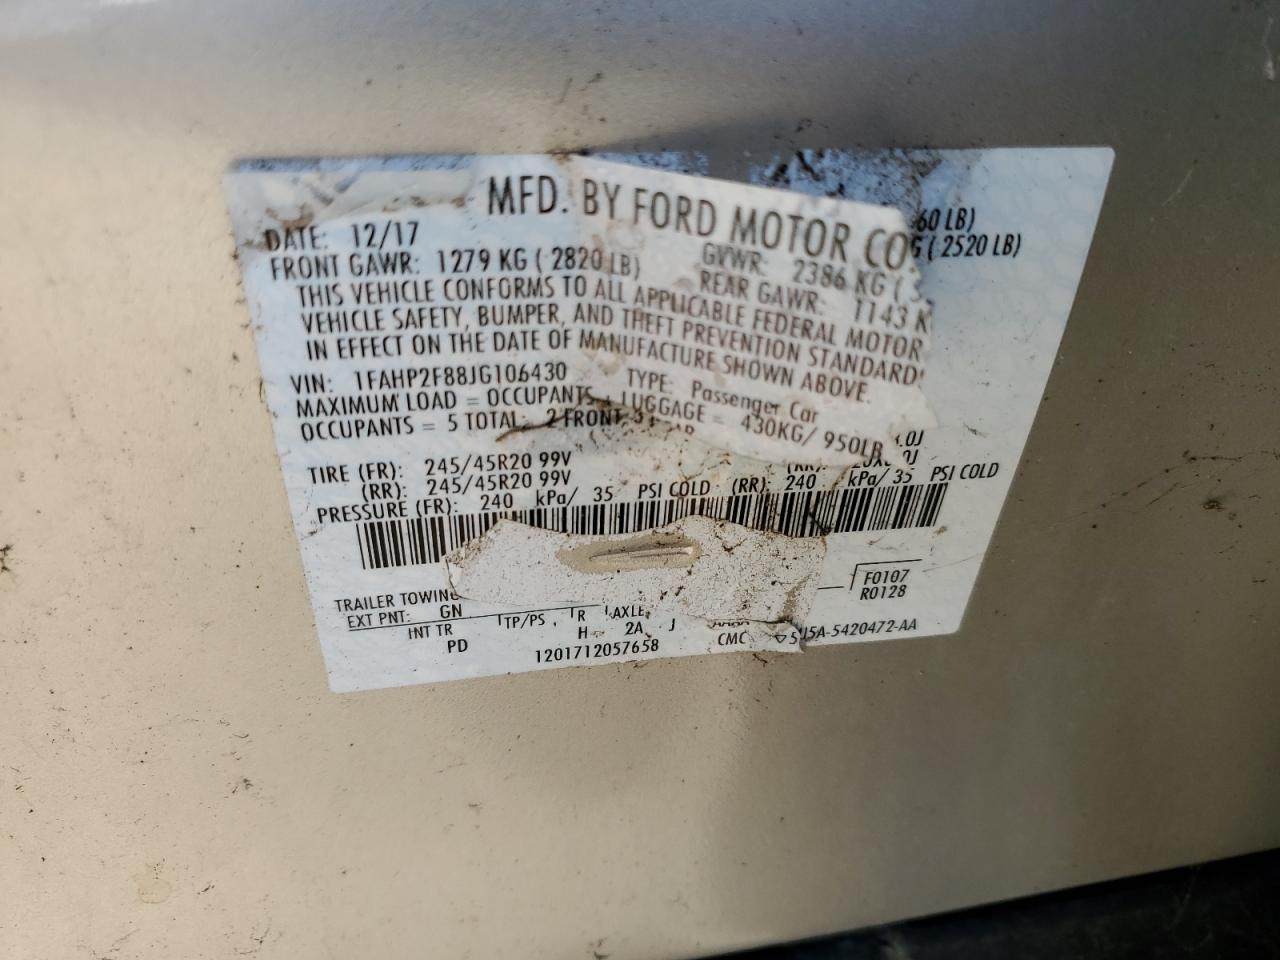 MFD. BY FORD MOTOR CO
DATE: 12/17 GVWR: 2386 KG ( 60 LB)
FRONT GAWR: 1279 KG ( 2820 LB) REAR GAWR: 1143 K G ( 2520 LB)
THIS VEHICLE CONFORMS TO ALL APPLICABLE FEDERAL MOTOR
VEHICLE SAFETY, BUMPER, AND THEFT PREVENTION STANDARD
IN EFFECT ON THE DATE OF MANUFACTURE SHOWN ABOVE.
VIN: 1FAHP2F88JG106430 TYPE: Passenger Car
MAXIMUM LOAD = OCCUPANTS + LUGGAGE = 430KG/ 950LB
OCCUPANTS = 5 TOTAL: 2 FRONT, 3
TIRE (FR): 245/45R20 99V .0J
(RR): 245/45R20 99V (RR):
PRESSURE (FR): 240 kPa/ 35 PSI COLD (RR): 240 kPa/ 35 PSI COLD
TRAILER TOWING F0107
EXT PNT: GN R0128
INT TR TP/PS R AXLE
PD H 2A J CMC 5U5A-5420472-AA
1201712057658